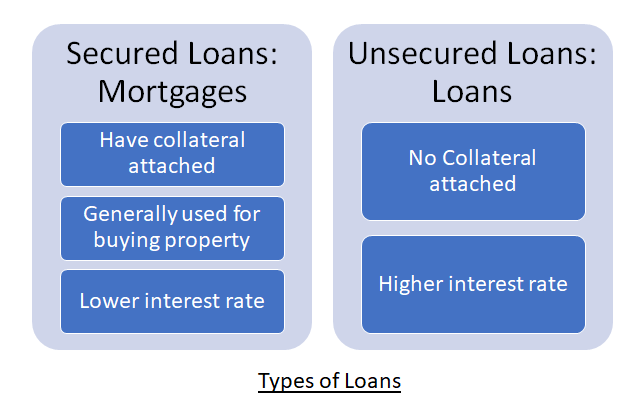 Secured Loans:
Mortgages
Have collateral
attached
Generally used for
buying property
Lower interest rate
Unsecured Loans:
Loans
No Collateral
attached
Higher interest rate
Types of Loans